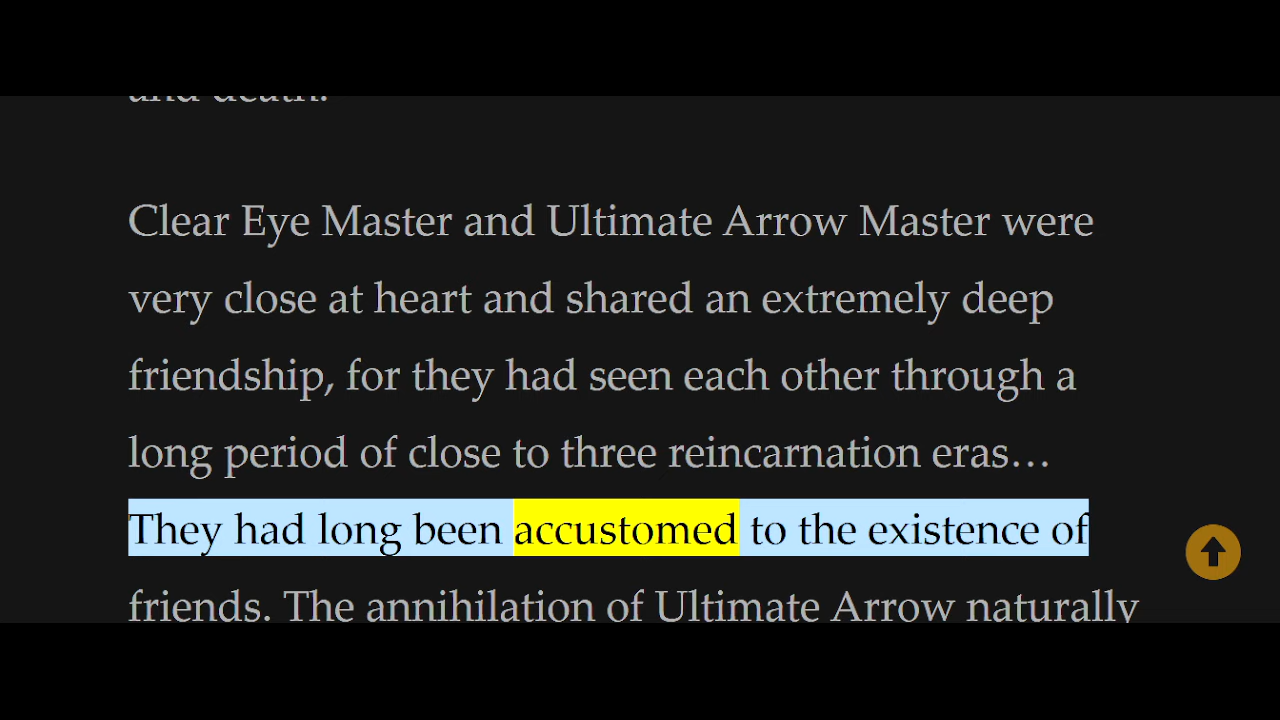 and death.
Clear Eye Master and Ultimate Arrow Master were
very close at heart and shared an extremely deep
friendship, for they had seen each other through a
long period of close to three reincarnation eras…
They had long been accustomed to the existence of
friends. The annihilation of Ultimate Arrow naturally